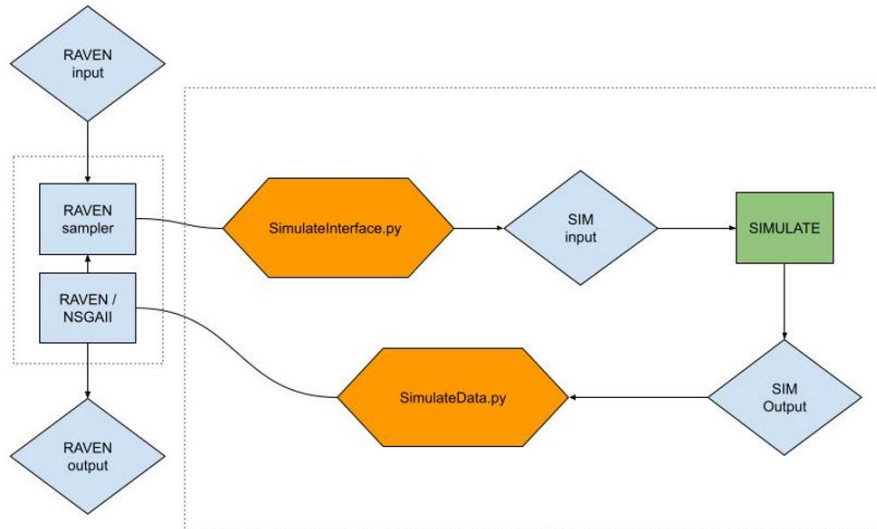 RAVEN
input
RAVEN
sampler
SimulateInterface.py
SIM
input
SIMULATE
RAVEN /
NSGAII
SimulateData.py
SIM
Output
RAVEN
output